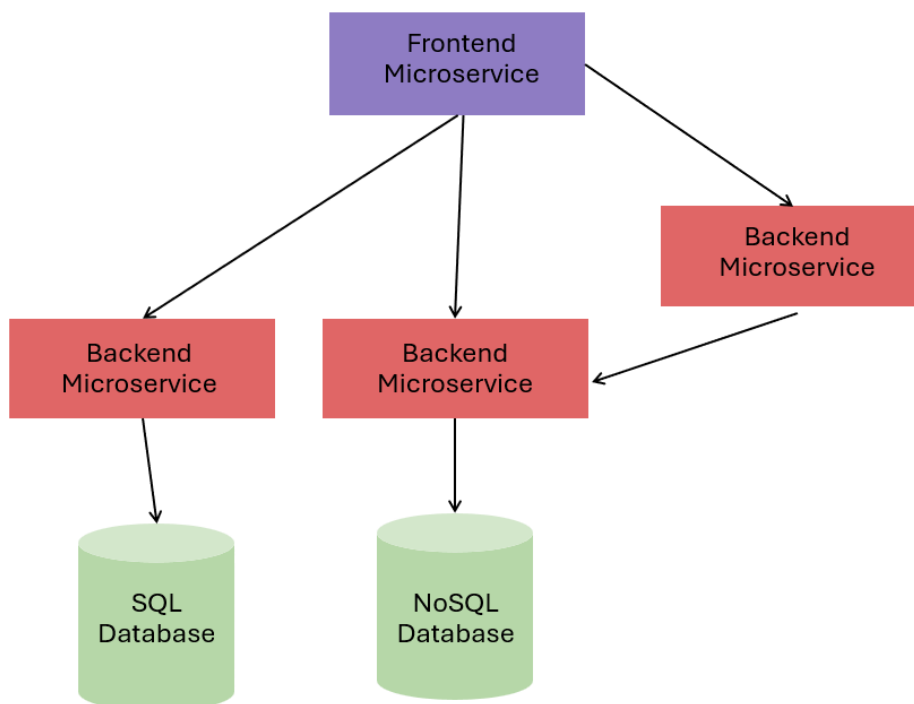 Frontend
Microservice
Backend
Microservice
Backend
Microservice
Backend
Microservice
SQL
Database
NoSQL
Database